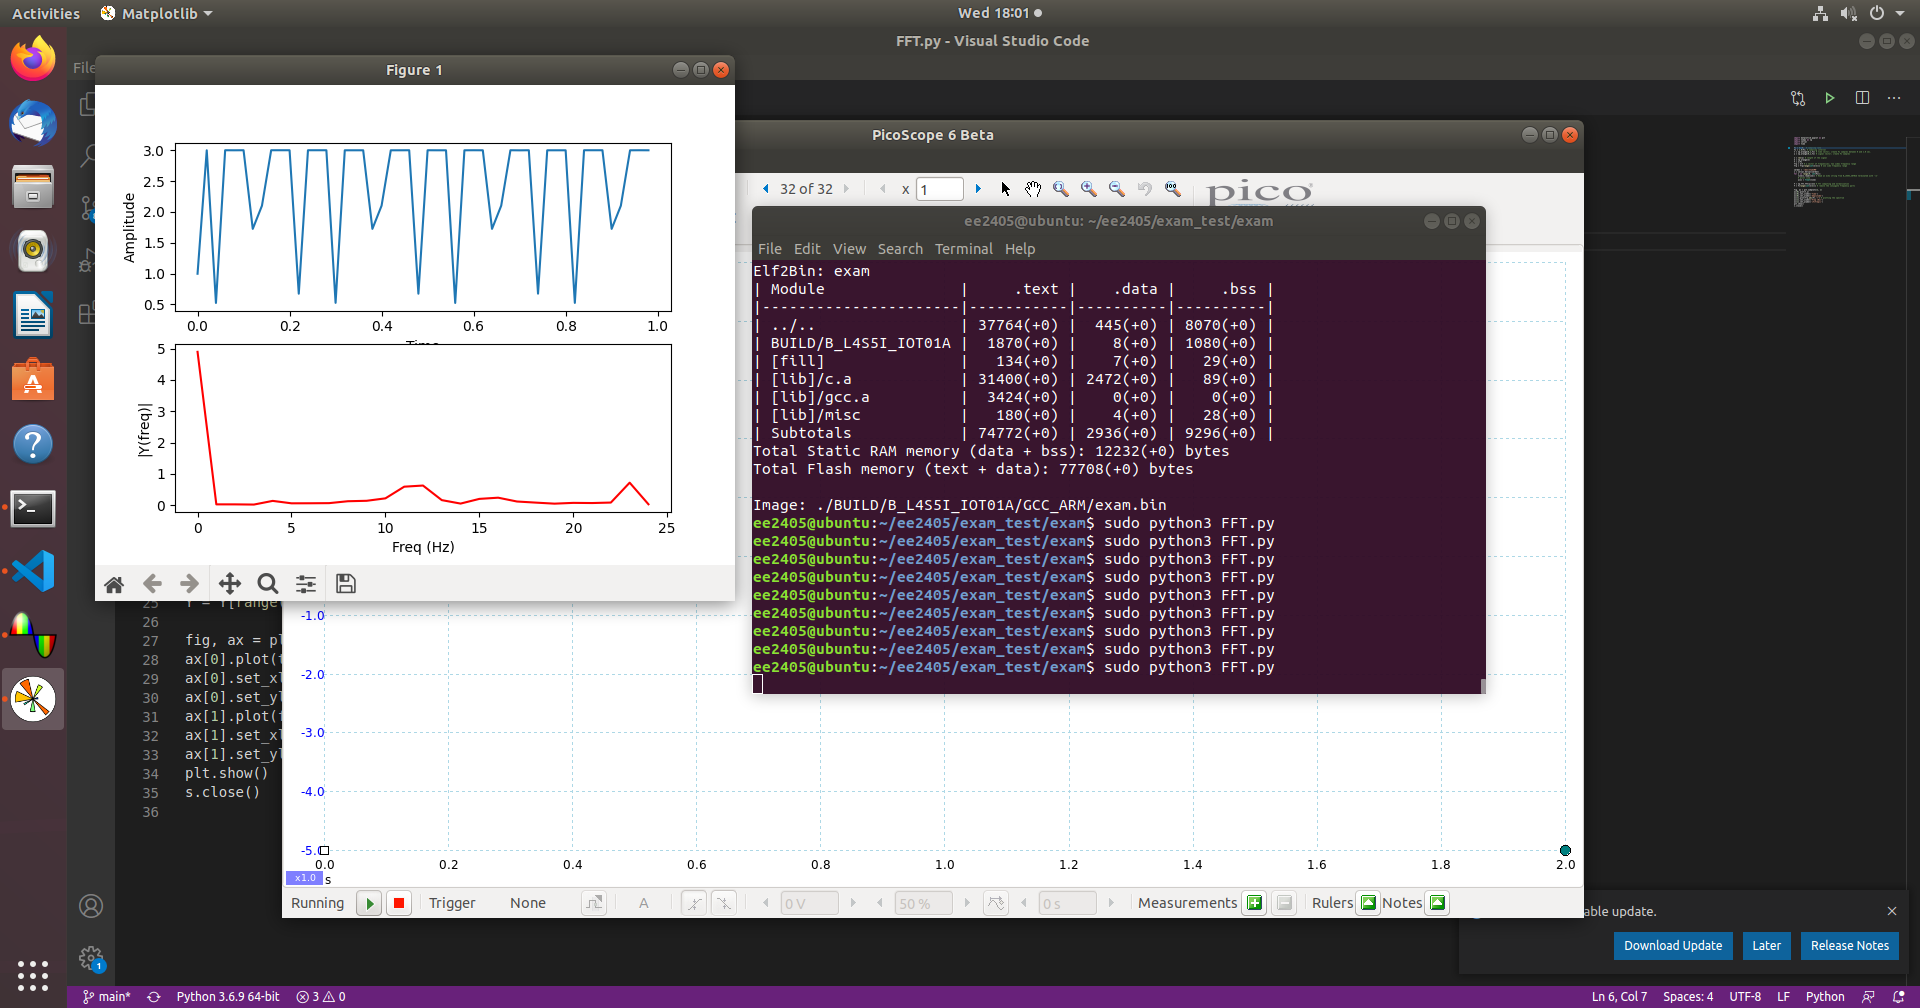 Activities Matplotlib Wed 18:01
FFT.py - Visual Studio Code
File
Figure 1
3.0
2.5
2.0
1.5
1.0
0.5
Amplitude
0.0 0.2 0.4 0.6 0.8 1.0
5
4
3
2
1
0
|Y(freq)|
0 5 10 15 20 25
Freq (Hz)
PicoScope 6 Beta
32 of 32 x 1
pico
ee2405@ubuntu: ~/ee2405/exam_test/exam
File Edit View Search Terminal Help
Elf2Bin: exam
| Module | .text | .data | .bss |
|-----------------------|-----------|----------|----------|
| ../.. | 37764(+0) | 445(+0) | 8070(+0) |
| BUILD/B_L4S5I_IOT01A | 1870(+0) | 8(+0) | 1080(+0) |
| [fill] | 134(+0) | 7(+0) | 29(+0) |
| [lib]/c.a | 31400(+0) | 2472(+0) | 89(+0) |
| [lib]/gcc.a | 3424(+0) | 0(+0) | 0(+0) |
| [lib]/misc | 180(+0) | 4(+0) | 28(+0) |
| Subtotals | 74772(+0) | 2936(+0) | 9296(+0) |
Total Static RAM memory (data + bss): 12232(+0) bytes
Total Flash memory (text + data): 77708(+0) bytes
Image: ./BUILD/B_L4S5I_IOT01A/GCC_ARM/exam.bin
ee2405@ubuntu:~/ee2405/exam_test/exam$ sudo python3 FFT.py
ee2405@ubuntu:~/ee2405/exam_test/exam$ sudo python3 FFT.py
ee2405@ubuntu:~/ee2405/exam_test/exam$ sudo python3 FFT.py
ee2405@ubuntu:~/ee2405/exam_test/exam$ sudo python3 FFT.py
ee2405@ubuntu:~/ee2405/exam_test/exam$ sudo python3 FFT.py
ee2405@ubuntu:~/ee2405/exam_test/exam$ sudo python3 FFT.py
ee2405@ubuntu:~/ee2405/exam_test/exam$ sudo python3 FFT.py
ee2405@ubuntu:~/ee2405/exam_test/exam$ sudo python3 FFT.py
ee2405@ubuntu:~/ee2405/exam_test/exam$ sudo python3 FFT.py
25 Y = Y[range
26
27 fig, ax = pl
28 ax[0].plot(t
29 ax[0].set_xl
30 ax[0].set_yl
31 ax[1].plot(f
32 ax[1].set_xl
33 ax[1].set_yl
34 plt.show()
35 s.close()
36
-1.0
-2.0
-3.0
-4.0
-5.0
0.0 0.2 0.4 0.6 0.8 1.0 1.2 1.4 1.6 1.8 2.0
x1.0 s
Running Trigger None A 0 V 50 % 0 s Measurements Rulers Notes
able update.
Download Update Later Release Notes
1
main* Python 3.6.9 64-bit 3 0 Ln 6, Col 7 Spaces: 4 UTF-8 LF Python